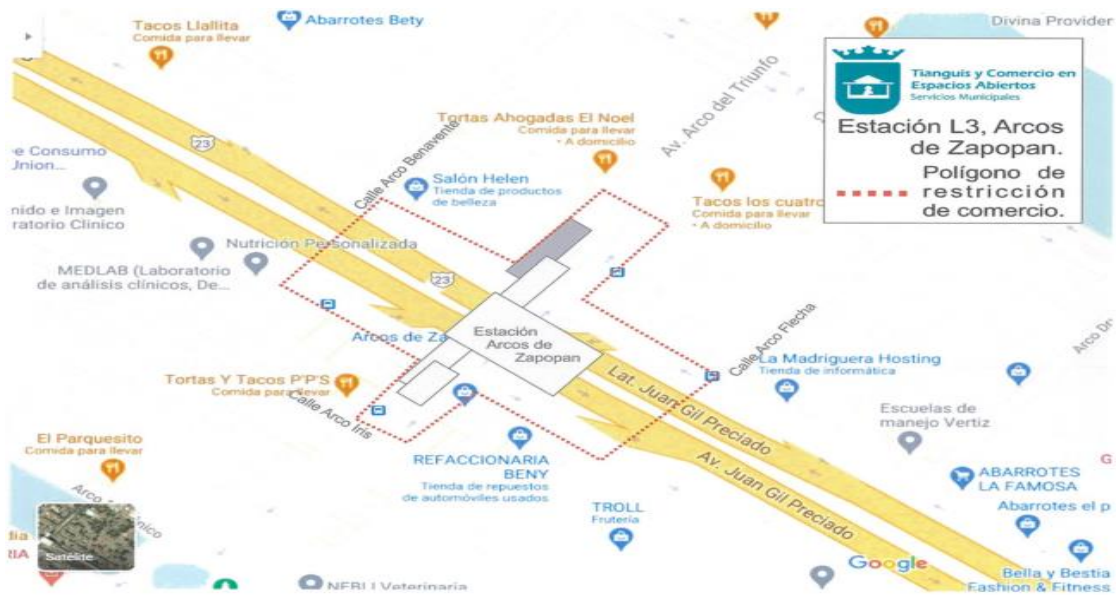 Tacos Llallita
Comida para llevar
Abarrotes Bety
Divina Provider
Tianguis y Comercio en
Espacios Abiertos
Servicios Municipales
Estación L3, Arcos
de Zapopan.
Polígono de
restricción
de comercio.
Av. Arco del Triunfo
Tortas Ahogadas El Noel
Comida para llevar
• A domicilio
23
Calle Arco Benavente
e Consumo
Union...
Salón Helen
Tienda de productos
de belleza
Tacos los cuatro
Comida para llevar
• A domicilio
nido e Imagen
ratorio Clinico
Nutrición Personalizada
MEDLAB (Laboratorio
de análisis clínicos, De...
23
Estación
Arcos de
Zapopan
Arcos de Za
Calle Arco Flecha
La Madriguera Hosting
Tienda de informática
Tortas Y Tacos P'P'S
Comida para llevar
Calle Arco Iris
Lat. Juan Gil Preciado
Av. Juan Gil Preciado
Escuelas de
manejo Vertiz
El Parquesito
Comida para llevar
REFACCIONARIA
BENY
Tienda de repuestos
de automóviles usados
ABARROTES
LA FAMOSA
Abarrotes el p
TROLL
Frutería
Satélite
Google
Bella y Bestia
Fashion & Fitness